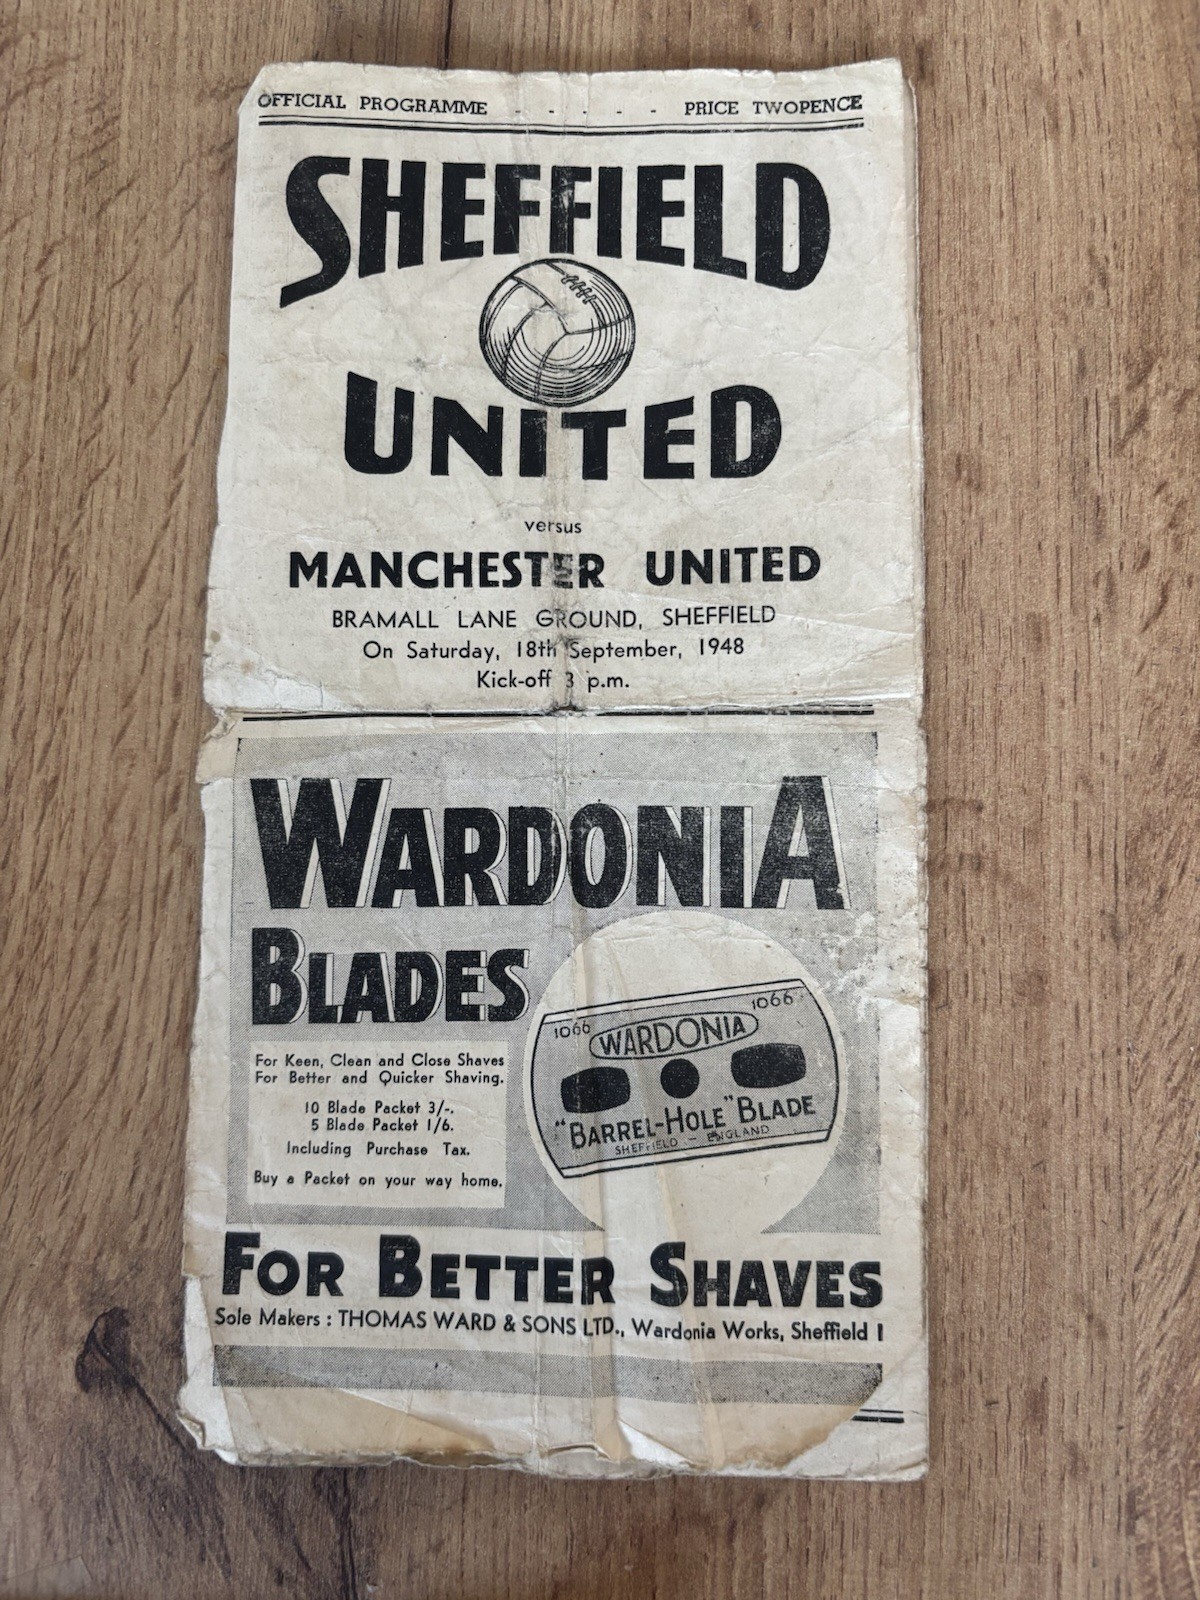 OFFICIAL PROGRAMME - - - - - PRICE TWOPENCE
SHEFFIELD
UNITED
versus
MANCHESTER UNITED
BRAMALL LANE GROUND, SHEFFIELD
On Saturday, 18th September, 1948
Kick-off 3 p.m.
WARDONIA
BLADES
For Keen, Clean and Close Shaves
For Better and Quicker Shaving.
10 Blade Packet 3/-.
5 Blade Packet 1/6.
Including Purchase Tax.
Buy a Packet on your way home.
1066 1066
WARDONIA
"BARREL-HOLE" BLADE
SHEFFIELD - ENGLAND
FOR BETTER SHAVES
Sole Makers : THOMAS WARD & SONS LTD., Wardonia Works, Sheffield 1